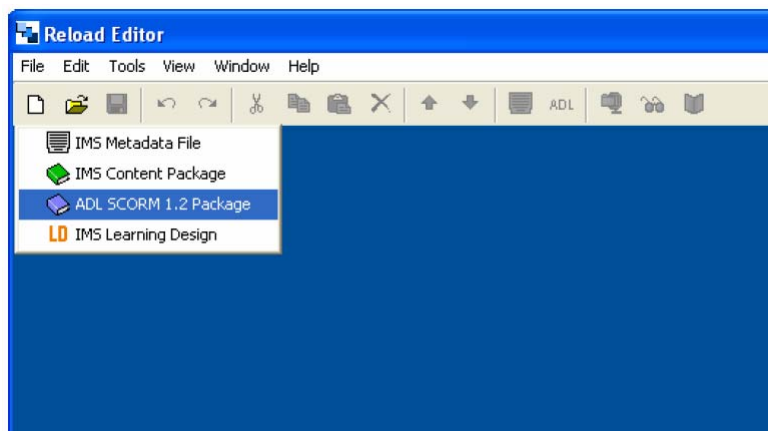 Reload Editor
File Edit Tools View Window Help
ADL
IMS Metadata File
IMS Content Package
ADL SCORM 1.2 Package
LD IMS Learning Design